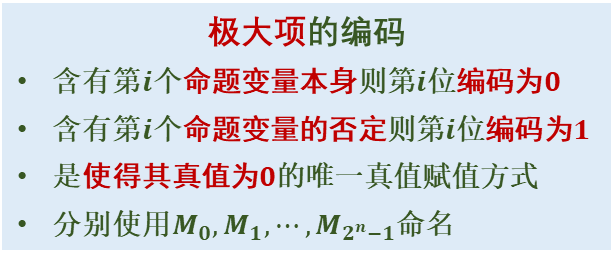 极大项的编码
• 含有第i个命题变量本身则第i位编码为0
• 含有第i个命题变量的否定则第i位编码为1
• 是使得其真值为0的唯一真值赋值方式
• 分别使用M₀, M₁, ⋯, M₂ⁿ₋₁命名